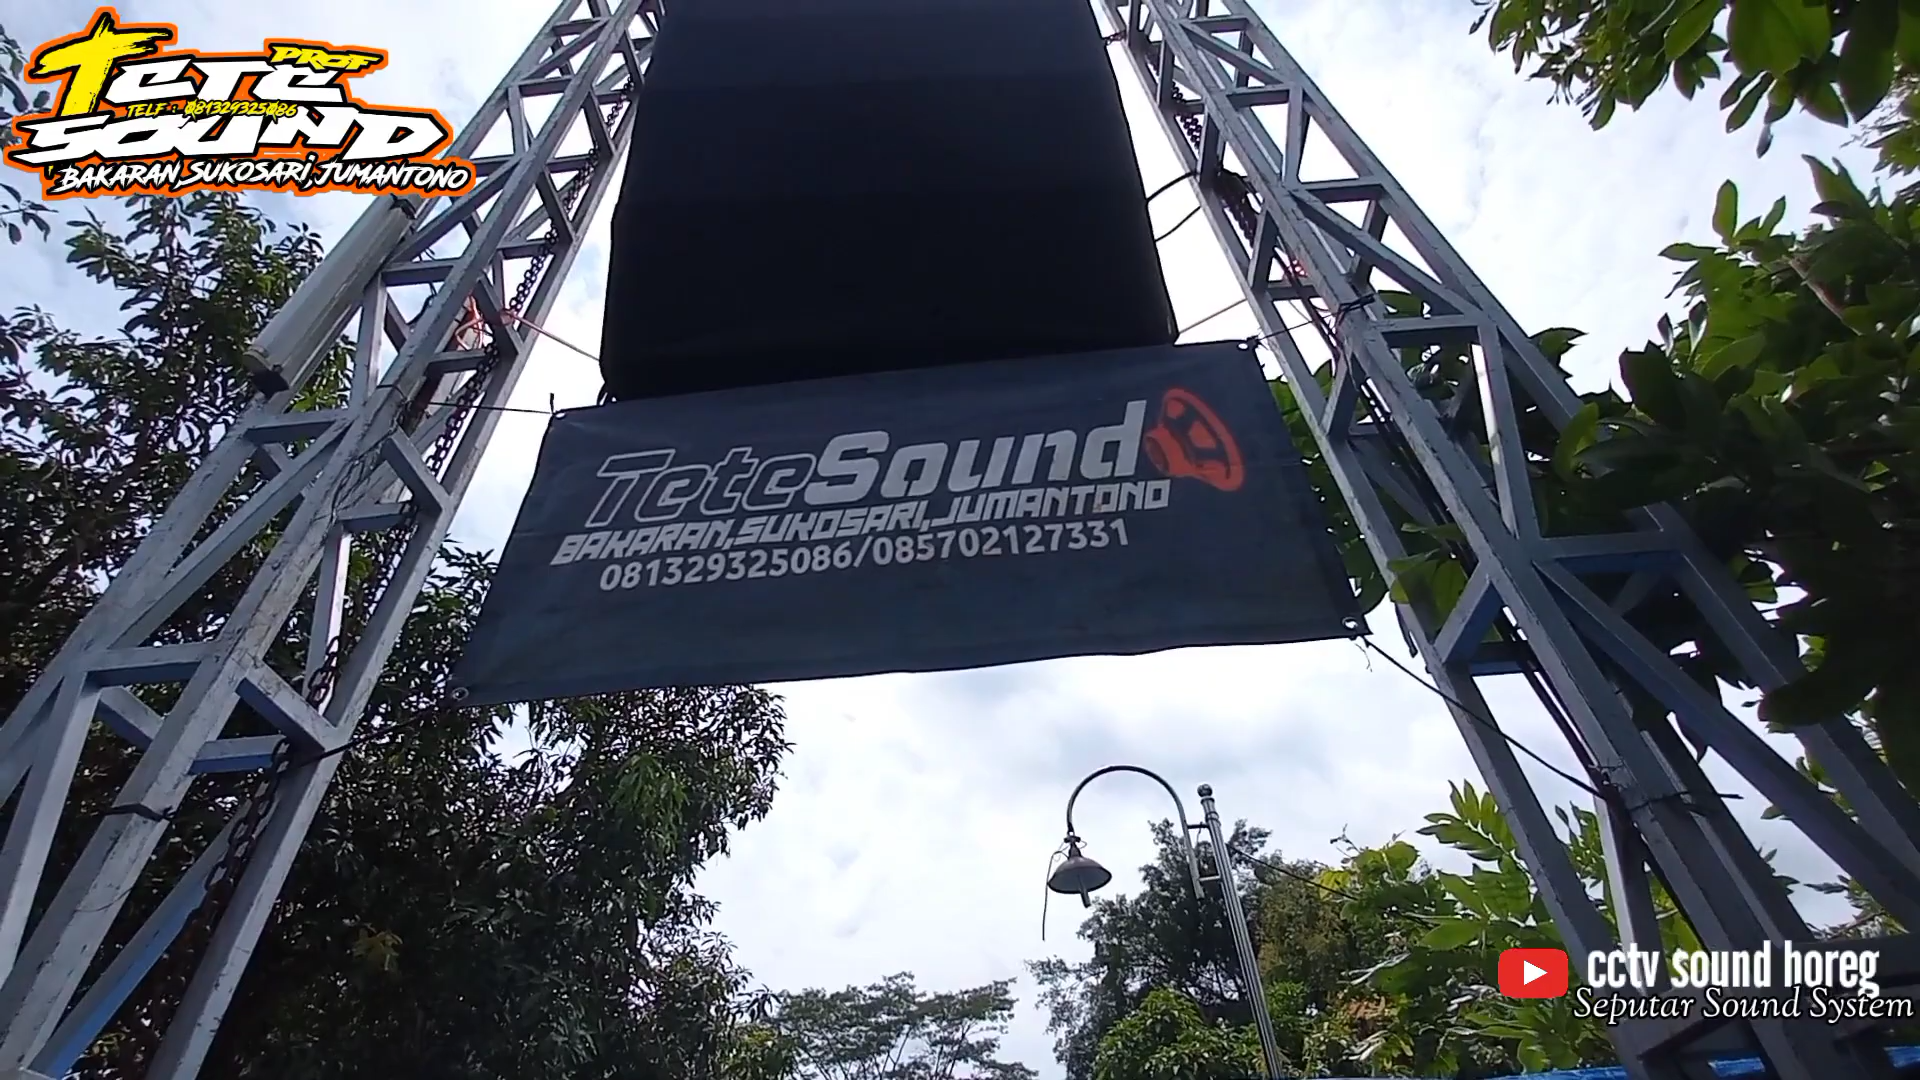 TETE PROF
TELF : 081329325086
SOUND
BAKARAN,SUKOSARI,JUMANTONO
TeteSound
BAKARAN,SUKOSARI,JUMANTONO
081329325086/085702127331
cctv sound horeg
Seputar Sound System